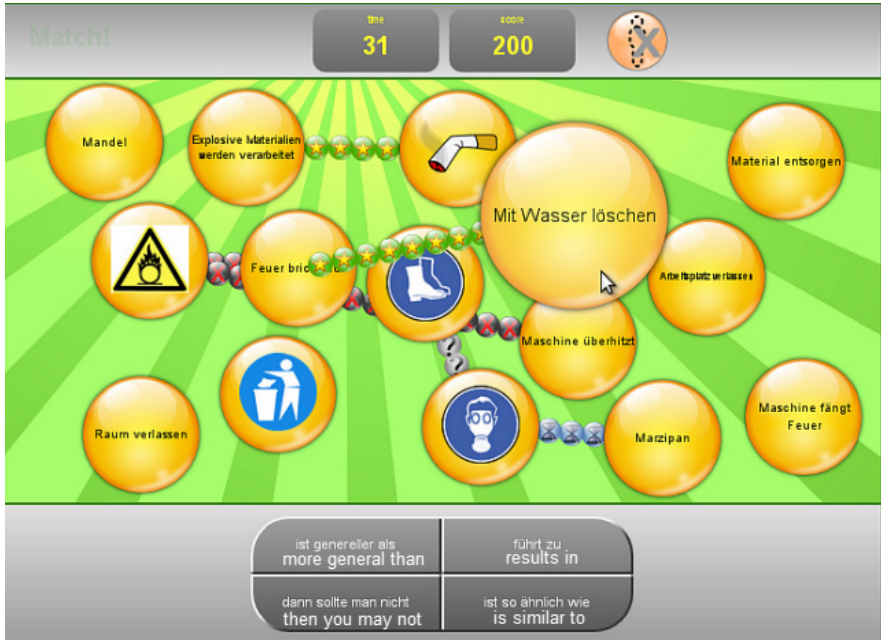 Match!
time
31
score
200
Mandel
Explosive Materialien
werden verarbeitet
Mit Wasser löschen
Material entsorgen
Feuer bric
Arbeitsplatz verlassen
Maschine überhitzt
Raum verlassen
Marzipan
Maschine fängt
Feuer
ist genereller als
more general than
führt zu
results in
dann sollte man nicht
then you may not
ist so ähnlich wie
is similar to